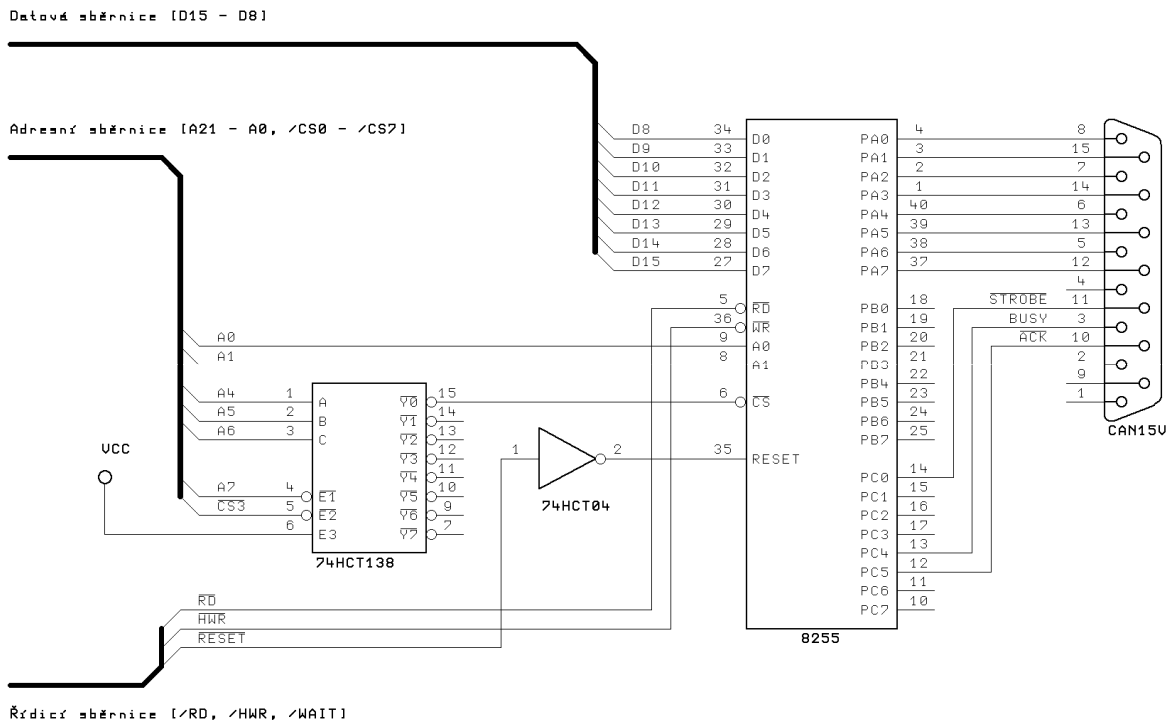 Datová sběrnice [D15 - D8]
Adresní sběrnice [A21 - A0, /CS0 - /CS7]
D8 34 D0 PA0 4 8
D9 33 D1 PA1 3 15
D10 32 D2 PA2 2 7
D11 31 D3 PA3 1 14
D12 30 D4 PA4 40 6
D13 29 D5 PA5 39 13
D14 28 D6 PA6 38 5
D15 27 D7 PA7 37 12
4
5 RD PB0 18 STROBE 11
36 WR PB1 19 BUSY 3
A0 9 A0 PB2 20 ACK 10
A1 8 A1 PB3 21 2
A4 1 A Y0 15 6 CS PB4 22 9
A5 2 B Y1 14 PB5 23 1
A6 3 C Y2 13 PB6 24
Y3 12 PB7 25
CAN15V
VCC
1 2 35 RESET
74HCT04
Y4 11 PC0 14
A7 4 E1 Y5 10 PC1 15
CS3 5 E2 Y6 9 PC2 16
6 E3 Y7 7 PC3 17
74HCT138
PC4 13
PC5 12
PC6 11
PC7 10
8255
RD
HWR
RESET
Řídicí sběrnice [/RD, /HWR, /WAIT]